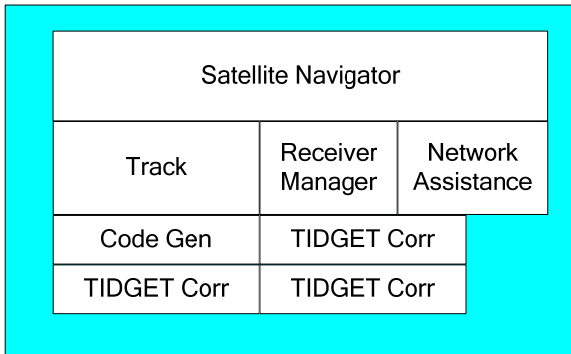 Satellite Navigator
Track
Receiver
Manager
Network
Assistance
Code Gen
TIDGET Corr
TIDGET Corr
TIDGET Corr